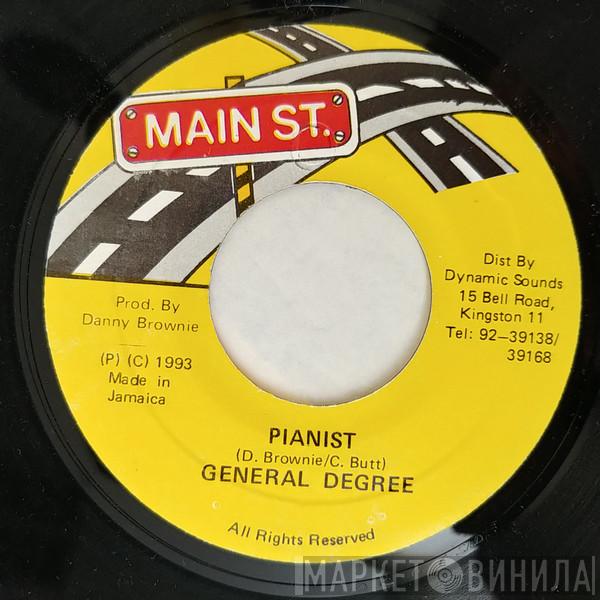 MAIN ST.
Prod. By
Danny Brownie
(P) (C) 1993
Made in
Jamaica
Dist By
Dynamic Sounds
15 Bell Road,
Kingston 11
Tel: 92–39138/
39168
PIANIST
(D. Brownie/C. Butt)
GENERAL DEGREE
All Rights Reserved
МАРКЕТ ВИНИЛА